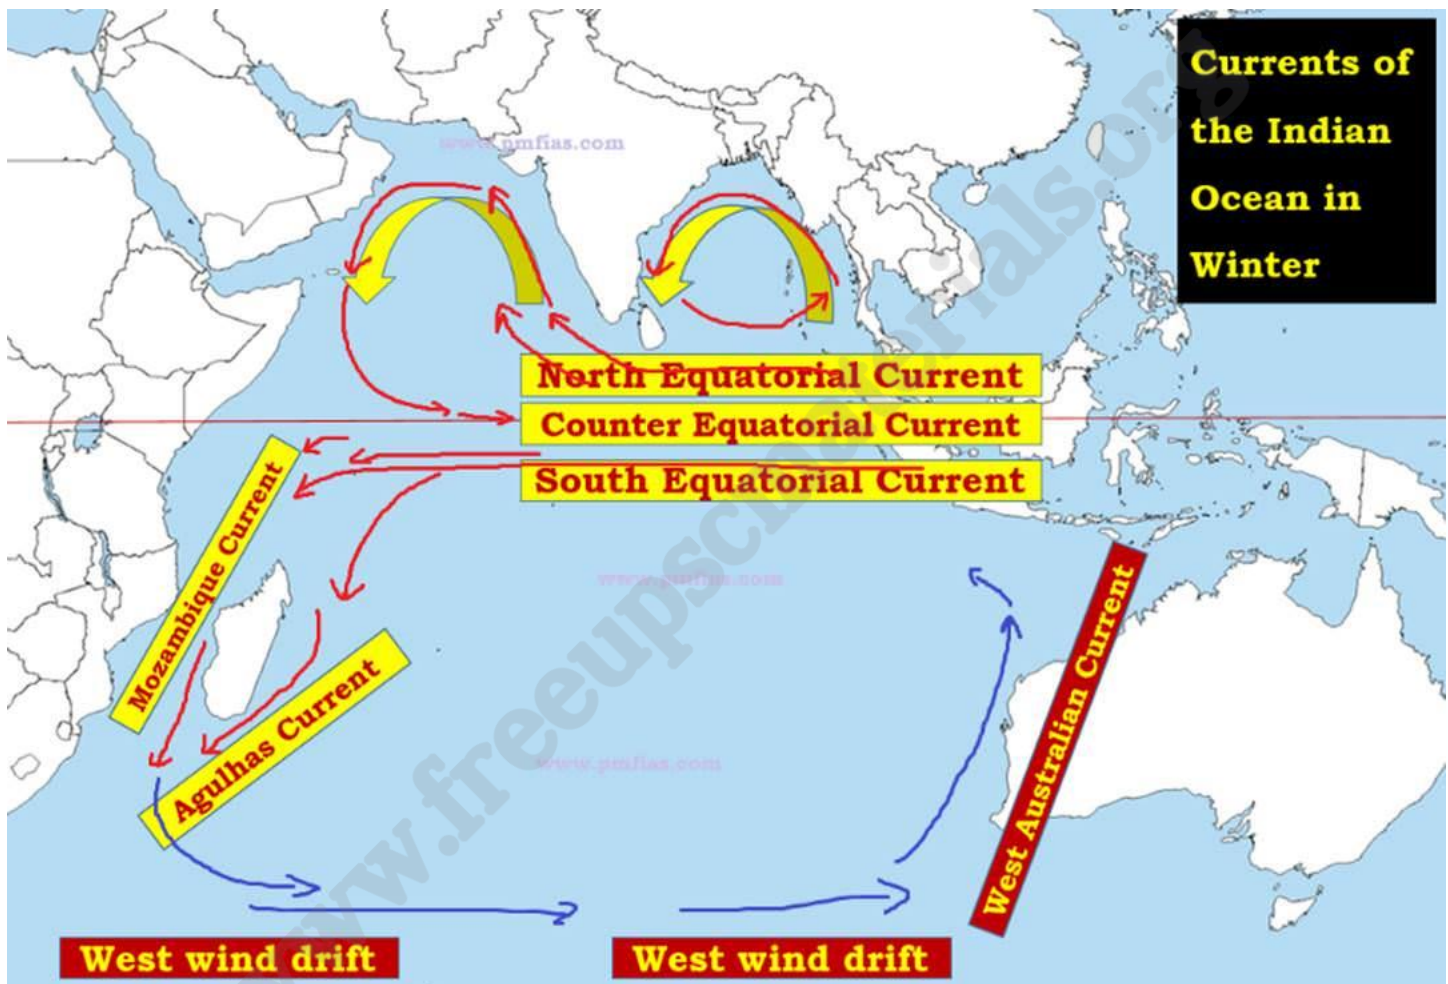 Currents of
the Indian
Ocean in
Winter
www.pmfias.com
North Equatorial Current
Counter Equatorial Current
South Equatorial Current
Mozambique Current
Agulhas Current
www.pmfias.com
West Australian Current
www.pmfias.com
West wind drift
West wind drift
www.freeupscmaterials.org